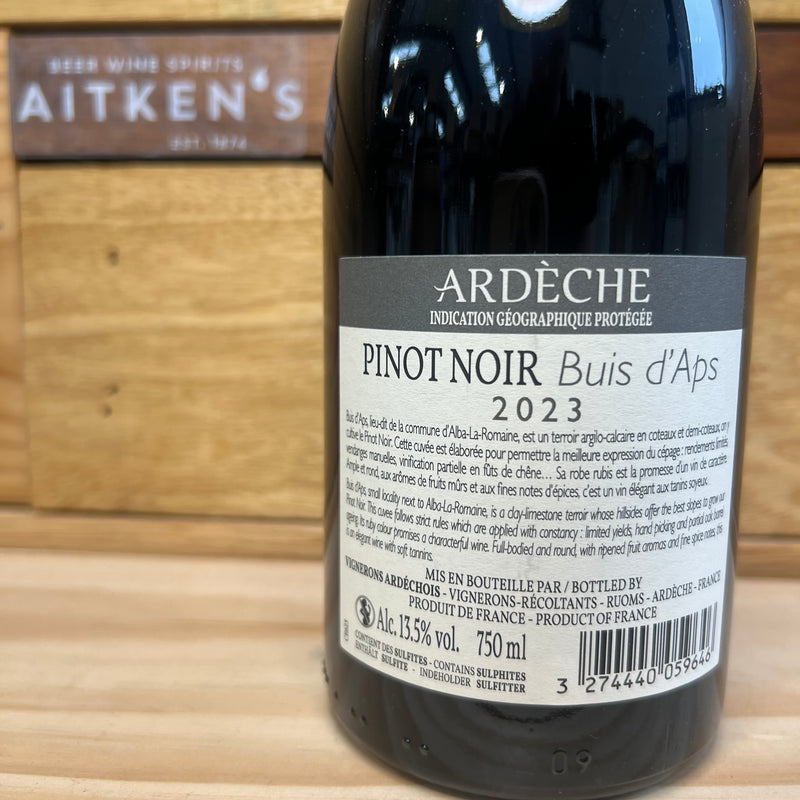 BEER WINE SPIRITS
AITKEN'S
EST. 1874
ARDÈCHE
INDICATION GÉOGRAPHIQUE PROTÉGÉE
PINOT NOIR Buis d'Aps
2023
Buis d'Aps, lieu-dit de la commune d'Alba-La-Romaine, est un terroir argilo-calcaire en coteaux et demi-coteaux, on y
cultive le Pinot Noir. Cette cuvée est élaborée pour permettre la meilleure expression du cépage : rendements limités,
vendanges manuelles, vinification partielle en fûts de chêne... Sa robe rubis est la promesse d'un vin de caractère.
Ample et rond, aux arômes de fruits mûrs et aux fines notes d'épices, c'est un vin élégant aux tanins soyeux.
Buis d'Aps, small locality next to Alba-La-Romaine, is a clay-limestone terroir whose hillsides offer the best slopes to grow our
Pinot Noir. This cuvee follows strict rules which are applied with constancy : limited yields, hand picking and partial oak barrel
ageing. Its ruby colour promises a characterful wine. Full-bodied and round, with ripened fruit aromas and fine spice notes, this
is an elegant wine with soft tannins.
MIS EN BOUTEILLE PAR / BOTTLED BY
VIGNERONS ARDÉCHOIS - VIGNERONS-RÉCOLTANTS - RUOMS - ARDÈCHE - FRANCE
PRODUIT DE FRANCE - PRODUCT OF FRANCE
Alc. 13.5% vol. 750 ml
CONTIENT DES SULFITES - CONTAINS SULPHITES
ENTHÄLT SULFITE - INDEHOLDER SULFITTER
3 274440 059646
09